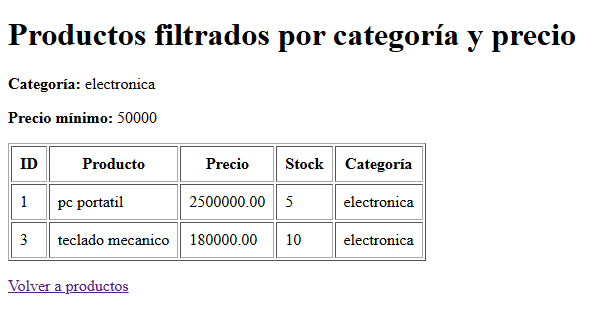 Productos filtrados por categoría y precio
Categoría: electronica
Precio mínimo: 50000
ID Producto Precio Stock Categoría
1 pc portatil 2500000.00 5 electronica
3 teclado mecanico 180000.00 10 electronica
Volver a productos